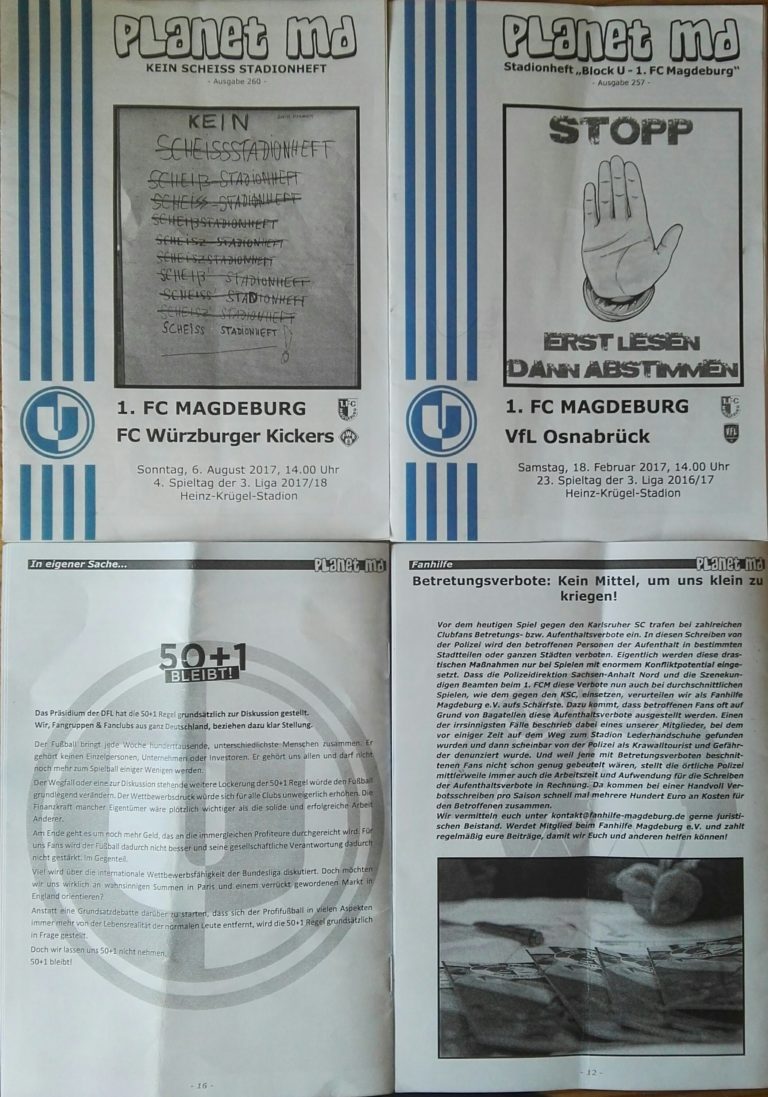 PLANET MD
KEIN SCHEISS STADIONHEFT
- Ausgabe 260 -
KEIN
SCHEISSSTADIONHEFT
SCHEIß-STADIONHEFT
SCHEISS-STADIONHEFT
SCHEIßSTADIONHEFT
SCHEISZ-STADIONHEFT
SCHEISZSTADIONHEFT
SCHEIß' STADIONHEFT
SCHEISS' STADIONHEFT
SCHEISZ' STADIONHEFT
SCHEISS STADIONHEFT!
U
1. FC MAGDEBURG
FC Würzburger Kickers
Sonntag, 6. August 2017, 14.00 Uhr
4. Spieltag der 3. Liga 2017/18
Heinz-Krügel-Stadion
PLANET MD
Stadionheft „Block U - 1. FC Magdeburg"
- Ausgabe 257 -
STOPP
ERST LESEN
DANN ABSTIMMEN
U
1. FC MAGDEBURG
VfL Osnabrück
Samstag, 18. Februar 2017, 14.00 Uhr
23. Spieltag der 3. Liga 2016/17
Heinz-Krügel-Stadion
In eigener Sache...
PLANET MD
50+1
BLEIBT!
Das Präsidium der DFL hat die 50+1 Regel grundsätzlich zur Diskussion gestellt.
Wir, Fangruppen & Fanclubs aus ganz Deutschland, beziehen dazu klar Stellung.
Der Fußball bringt jede Woche hunderttausende, unterschiedlichste Menschen zusammen. Er
gehört keinen Einzelpersonen, Unternehmen oder Investoren. Er gehört uns allen und darf nicht
noch mehr zum Spielball einiger Wenigen werden.
Der Wegfall oder eine zur Diskussion stehende weitere Lockerung der 50+1 Regel würde den Fußball
grundlegend verändern. Der Wettbewerbsdruck würde sich für alle Clubs unweigerlich erhöhen. Die
Finanzkraft mancher Eigentümer wäre plötzlich wichtiger als die solide und erfolgreiche Arbeit
Anderer.
Am Ende geht es um noch mehr Geld, das an die immergleichen Profiteure durchgereicht wird. Für
uns Fans wird der Fußball dadurch nicht besser und seine gesellschaftliche Verantwortung dadurch
nicht gestärkt. Im Gegenteil.
Viel wird über die internationale Wettbewerbsfähigkeit der Bundesliga diskutiert. Doch möchten
wir uns wirklich an wahnsinnigen Summen in Paris und einem verrückt gewordenen Markt in
England orientieren?
Anstatt eine Grundsatzdebatte darüber zu starten, dass sich der Profifußball in vielen Aspekten
immer mehr von der Lebensrealität der normalen Leute entfernt, wird die 50+1 Regel grundsätzlich
in Frage gestellt.
Doch wir lassen uns 50+1 nicht nehmen,
50+1 bleibt!
- 16 -
Fanhilfe
PLANET MD
Betretungsverbote: Kein Mittel, um uns klein zu
kriegen!
Vor dem heutigen Spiel gegen den Karlsruher SC trafen bei zahlreichen
Clubfans Betretungs- bzw. Aufenthaltsverbote ein. In diesen Schreiben von
der Polizei wird den betroffenen Personen der Aufenthalt in bestimmten
Stadtteilen oder ganzen Städten verboten. Eigentlich werden diese dras-
tischen Maßnahmen nur bei Spielen mit enormem Konfliktpotential einge-
setzt. Dass die Polizeidirektion Sachsen-Anhalt Nord und die Szenekun-
digen Beamten beim 1. FCM diese Verbote nun auch bei durchschnittlichen
Spielen, wie dem gegen den KSC, einsetzen, verurteilen wir als Fanhilfe
Magdeburg e.V. aufs Schärfste. Dazu kommt, dass betroffenen Fans oft auf
Grund von Bagatellen diese Aufenthaltsverbote ausgestellt werden. Einen
der irrsinnigsten Fälle beschrieb dabei eines unserer Mitglieder, bei dem
vor einiger Zeit auf dem Weg zum Stadion Lederhandschuhe gefunden
wurden und dann scheinbar von der Polizei als Krawalltourist und Gefähr-
der denunziert wurde. Und weil jene mit Betretungsverboten beschnit-
tenen Fans nicht schon genug gebeutelt wären, stellt die örtliche Polizei
mittlerweile immer auch die Arbeitszeit und Aufwendung für die Schreiben
der Aufenthaltsverbote in Rechnung. Da kommen bei einer Handvoll Ver-
botsschreiben pro Saison schnell mal mehrere Hundert Euro an Kosten für
den Betroffenen zusammen.
Wir vermitteln euch unter kontakt@fanhilfe-magdeburg.de gerne juristi-
schen Beistand. Werdet Mitglied beim Fanhilfe Magdeburg e.V. und zahlt
regelmäßig eure Beiträge, damit wir Euch und anderen helfen können!
- 12 -